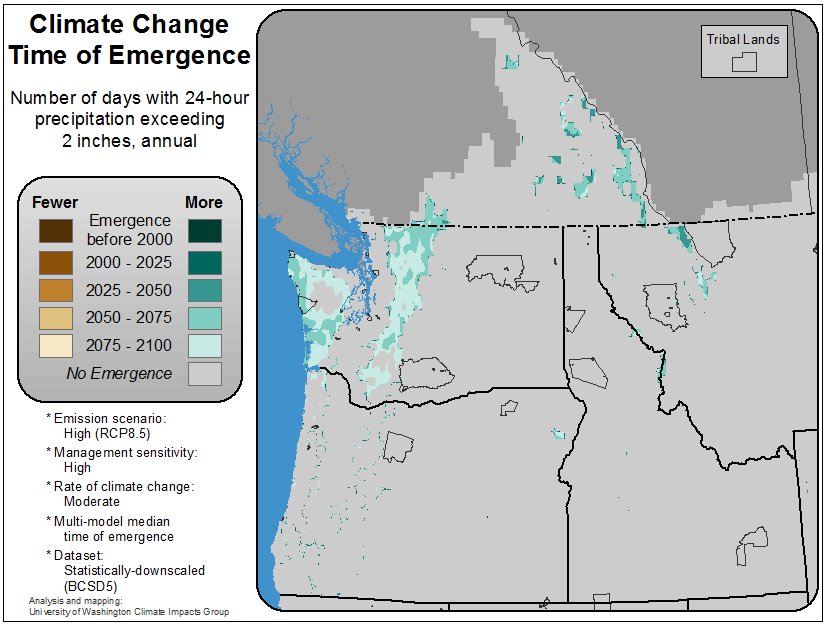 Climate Change
Time of Emergence
Number of days with 24-hour
precipitation exceeding
2 inches, annual
Fewer
More
Emergence
before 2000
2000 - 2025
2025 - 2050
2050 - 2075
2075 - 2100
No Emergence
* Emission scenario:
High (RCP8.5)
* Management sensitivity:
High
* Rate of climate change:
Moderate
* Multi-model median
time of emergence
* Dataset:
Statistically-downscaled
(BCSD5)
Analysis and mapping:
University of Washington Climate Impacts Group
Tribal Lands